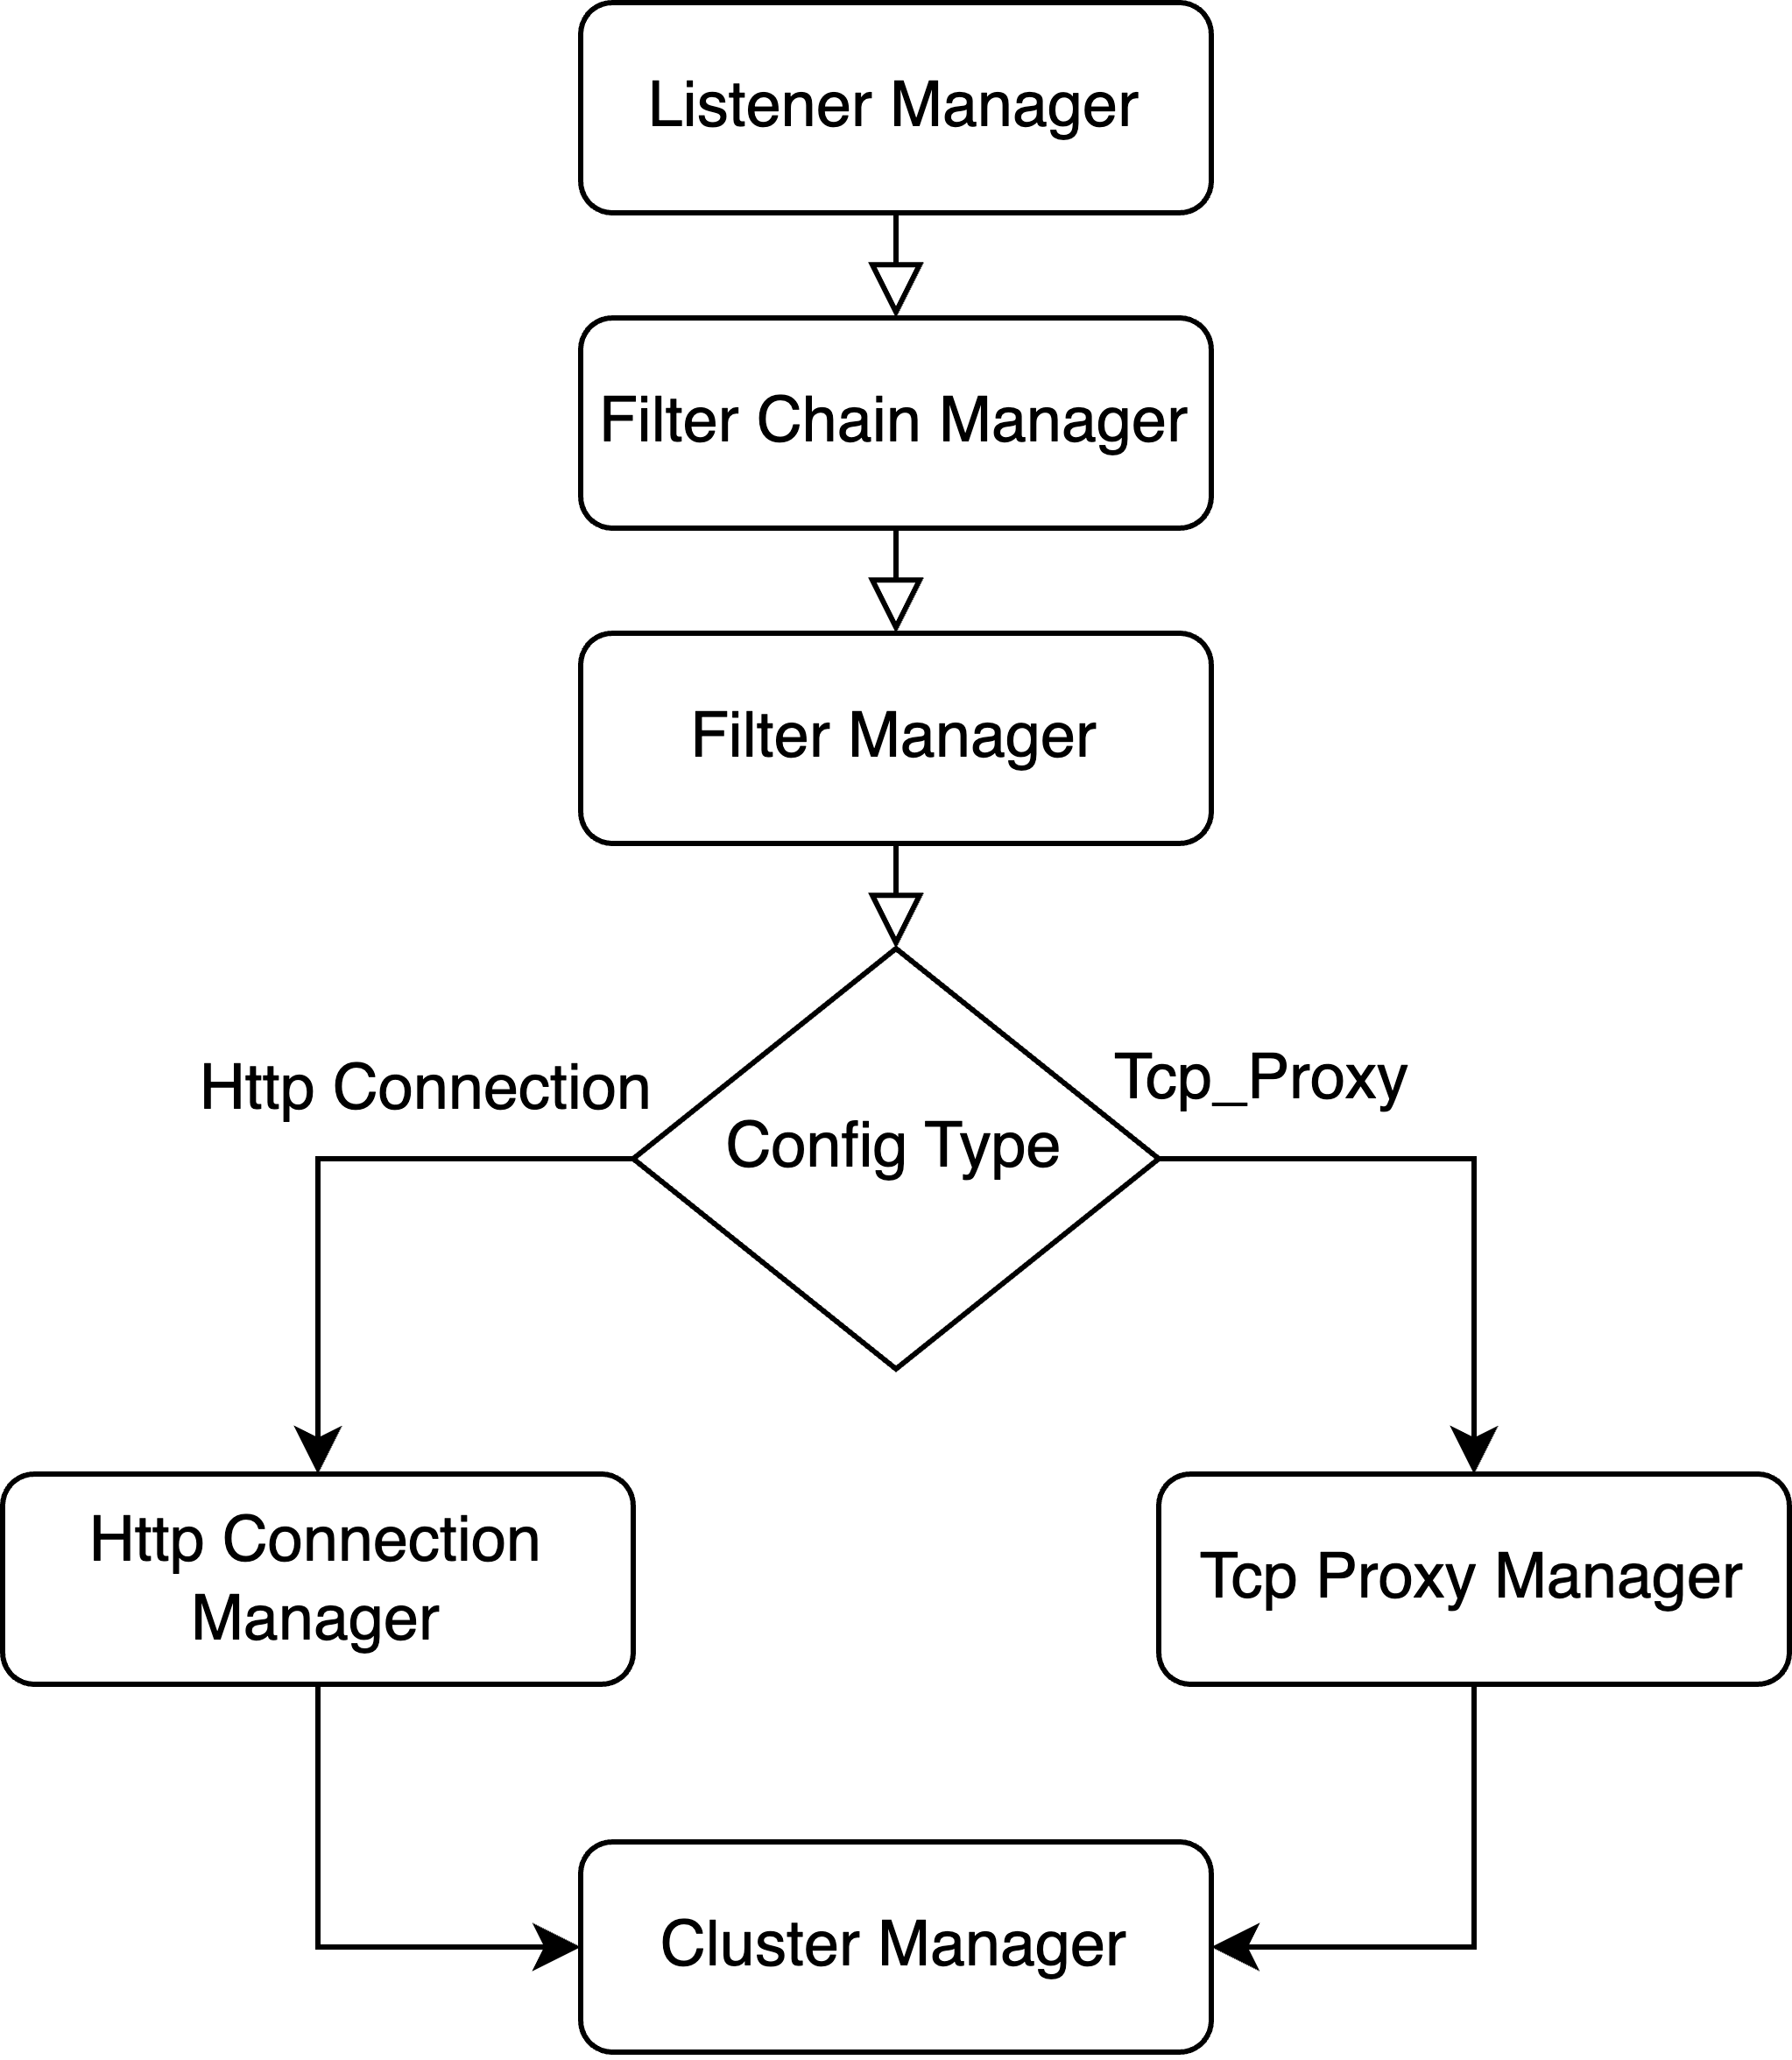 Listener Manager
Filter Chain Manager
Filter Manager
Http Connection
Tcp_Proxy
Config Type
Http Connection
Manager
Tcp Proxy Manager
Cluster Manager